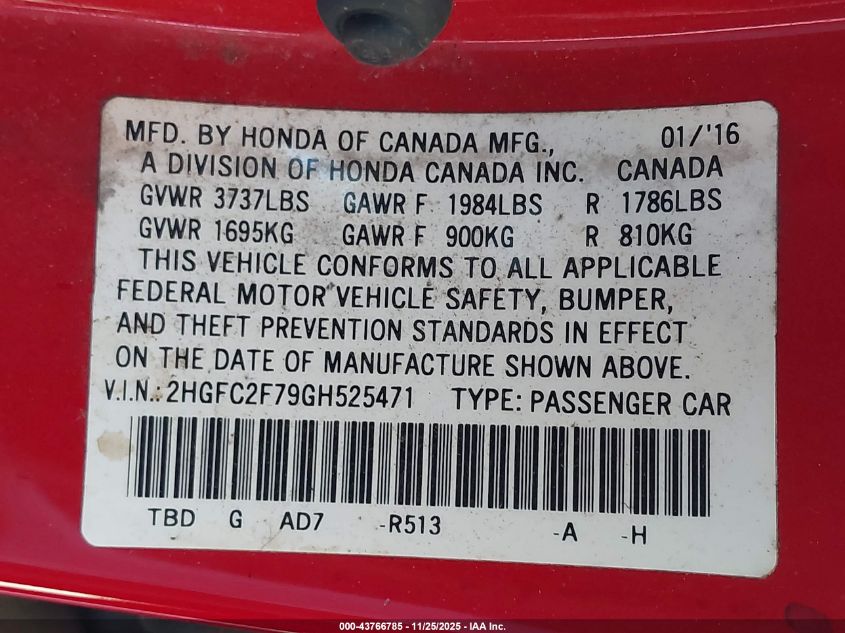 MFD. BY HONDA OF CANADA MFG., 01/'16
A DIVISION OF HONDA CANADA INC. CANADA
GVWR 3737LBS GAWR F 1984LBS R 1786LBS
GVWR 1695KG GAWR F 900KG R 810KG
THIS VEHICLE CONFORMS TO ALL APPLICABLE
FEDERAL MOTOR VEHICLE SAFETY, BUMPER,
AND THEFT PREVENTION STANDARDS IN EFFECT
ON THE DATE OF MANUFACTURE SHOWN ABOVE.
V.I.N.: 2HGFC2F79GH525471 TYPE: PASSENGER CAR
TBD G AD7 -R513 -A -H
000-43766785 - 11/25/2025 - IAA Inc.